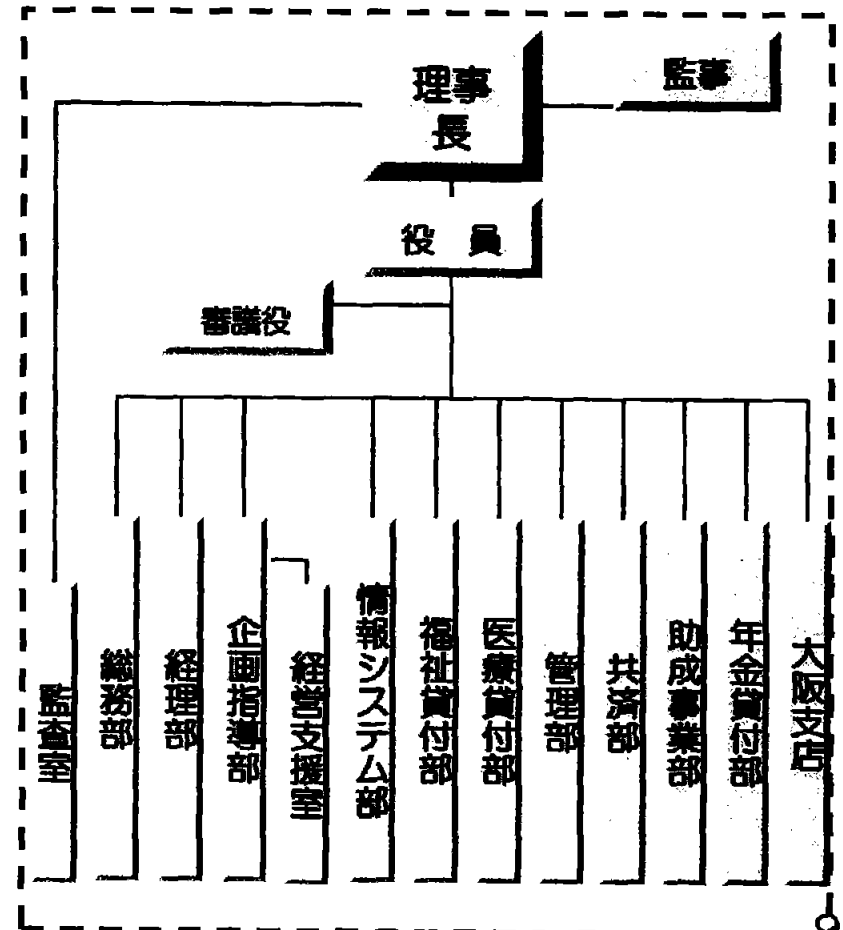 理事
長
監事
役 員
審議役
監査室
総務部
経理部
企画指導部
経営支援室
情報システム部
福祉貸付部
医療貸付部
管理部
共済部
助成事業部
年金貸付部
大阪支店